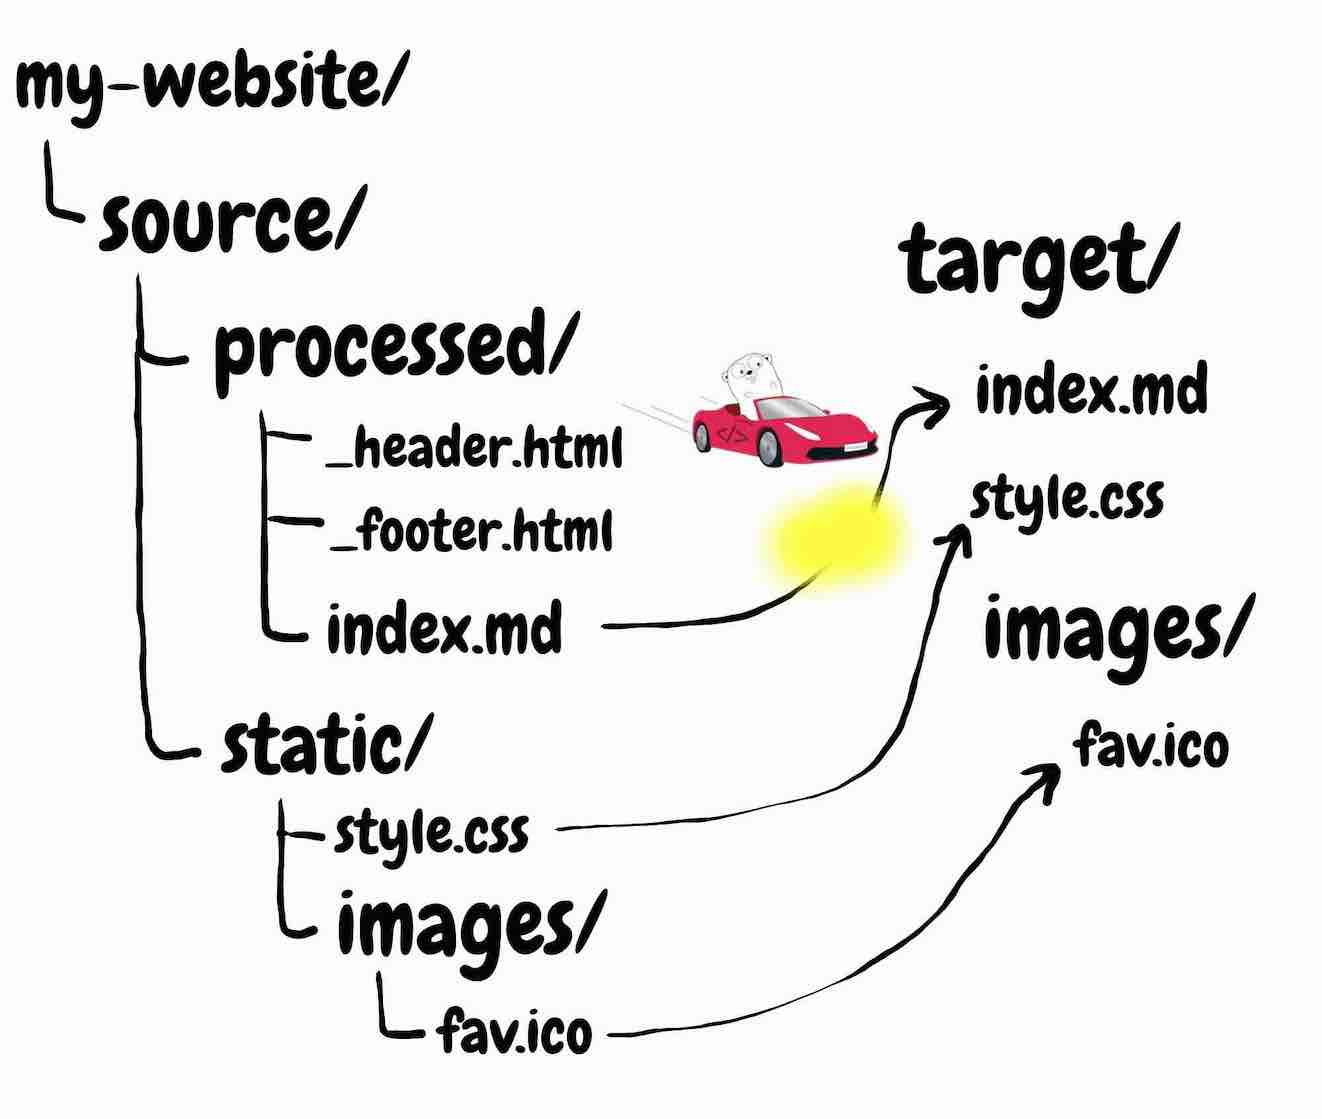 my-website/
source/
processed/
_header.html
_footer.html
index.md
static/
style.css
images/
fav.ico
target/
index.md
style.css
images/
fav.ico
</>